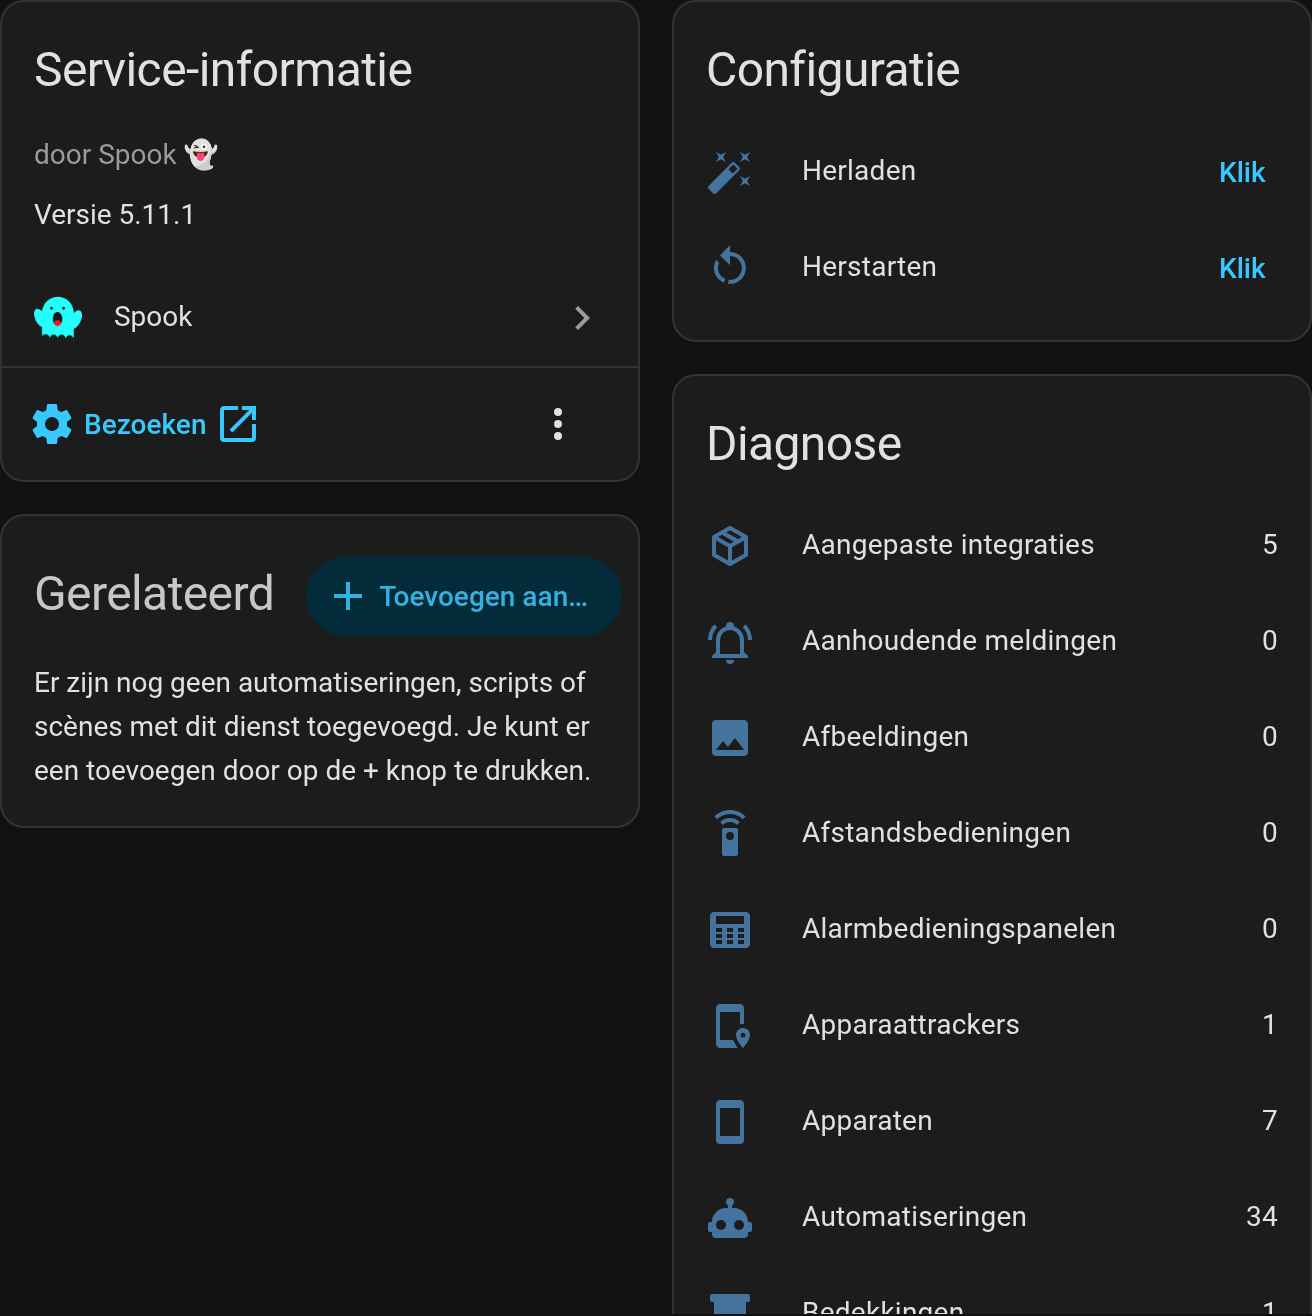 Service-informatie
door Spook 👻
Versie 5.11.1
Spook
Bezoeken
Gerelateerd
Toevoegen aan...
Er zijn nog geen automatiseringen, scripts of
scènes met dit dienst toegevoegd. Je kunt er
een toevoegen door op de + knop te drukken.
Configuratie
Herladen Klik
Herstarten Klik
Diagnose
Aangepaste integraties 5
Aanhoudende meldingen 0
Afbeeldingen 0
Afstandsbedieningen 0
Alarmbedieningspanelen 0
Apparaattrackers 1
Apparaten 7
Automatiseringen 34
Bedekkingen 1